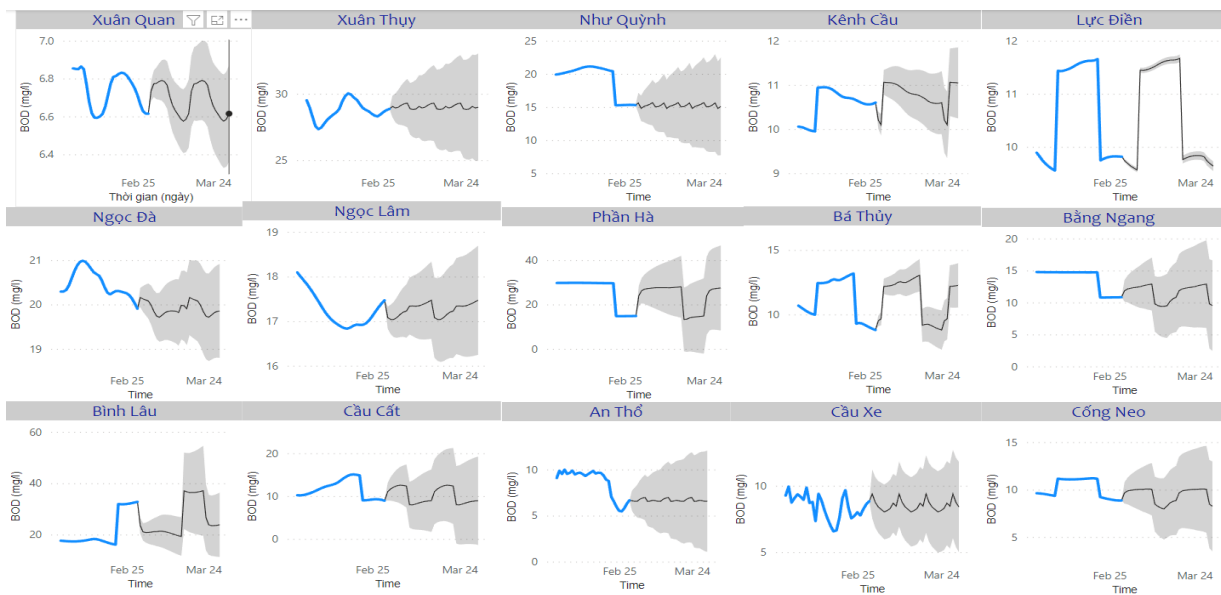 Xuân Quan
BOD (mg/l)
7.0
6.8
6.6
6.4
Feb 25
Mar 24
Thời gian (ngày)
Xuân Thụy
BOD (mg/l)
30
25
Feb 25
Mar 24
Time
Như Quỳnh
BOD (mg/l)
25
20
15
10
5
Feb 25
Mar 24
Time
Kênh Cầu
BOD (mg/l)
12
11
10
9
Feb 25
Mar 24
Time
Lực Điền
BOD (mg/l)
12
10
Feb 25
Mar 24
Time
Ngọc Đà
BOD (mg/l)
21
20
19
Feb 25
Mar 24
Time
Ngọc Lâm
BOD (mg/l)
19
18
17
16
Feb 25
Mar 24
Time
Phần Hà
BOD (mg/l)
40
20
0
Feb 25
Mar 24
Time
Bá Thủy
BOD (mg/l)
15
10
Feb 25
Mar 24
Time
Bằng Ngang
BOD (mg/l)
20
15
10
5
0
Feb 25
Mar 24
Time
Bình Lâu
BOD (mg/l)
60
40
20
Feb 25
Mar 24
Time
Cầu Cất
BOD (mg/l)
20
10
0
Feb 25
Mar 24
Time
An Thổ
BOD (mg/l)
10
5
0
Feb 25
Mar 24
Time
Cầu Xe
BOD (mg/l)
10
5
Feb 25
Mar 24
Time
Cống Neo
BOD (mg/l)
15
10
5
Feb 25
Mar 24
Time